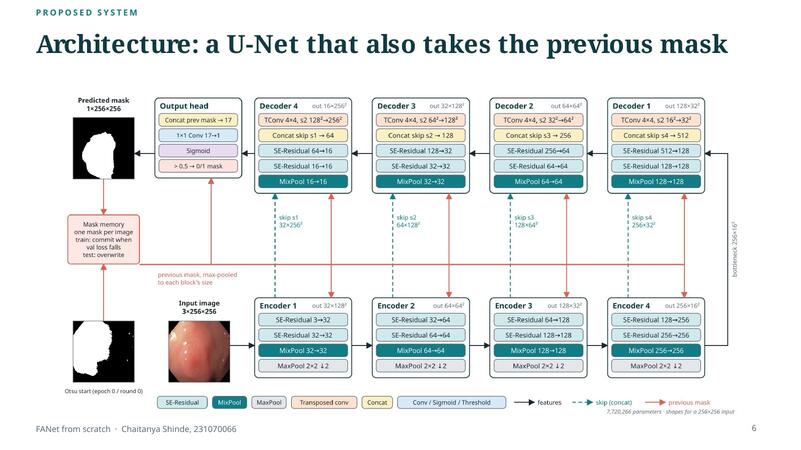 PROPOSED SYSTEM
Architecture: a U-Net that also takes the previous mask
Predicted mask
1×256×256
Output head
Concat prev mask → 17
1×1 Conv 17→1
Sigmoid
> 0.5 → 0/1 mask
Decoder 4 out 16×256²
TConv 4×4, s2 128²→256²
Concat skip s1 → 64
SE-Residual 64→16
SE-Residual 16→16
MixPool 16→16
Decoder 3 out 32×128²
TConv 4×4, s2 64²→128²
Concat skip s2 → 128
SE-Residual 128→32
SE-Residual 32→32
MixPool 32→32
Decoder 2 out 64×64²
TConv 4×4, s2 32²→64²
Concat skip s3 → 256
SE-Residual 256→64
SE-Residual 64→64
MixPool 64→64
Decoder 1 out 128×32²
TConv 4×4, s2 16²→32²
Concat skip s4 → 512
SE-Residual 512→128
SE-Residual 128→128
MixPool 128→128
Mask memory
one mask per image
train: commit when
val loss falls
test: overwrite
skip s1
32×256²
skip s2
64×128²
skip s3
128×64²
skip s4
256×32²
bottleneck 256×16²
previous mask, max-pooled
to each block's size
Input image
3×256×256
Encoder 1 out 32×128²
SE-Residual 3→32
SE-Residual 32→32
MixPool 32→32
MaxPool 2×2 ↓2
Encoder 2 out 64×64²
SE-Residual 32→64
SE-Residual 64→64
MixPool 64→64
MaxPool 2×2 ↓2
Encoder 3 out 128×32²
SE-Residual 64→128
SE-Residual 128→128
MixPool 128→128
MaxPool 2×2 ↓2
Encoder 4 out 256×16²
SE-Residual 128→256
SE-Residual 256→256
MixPool 256→256
MaxPool 2×2 ↓2
Otsu start (epoch 0 / round 0)
SE-Residual
MixPool
MaxPool
Transposed conv
Concat
Conv / Sigmoid / Threshold
features
skip (concat)
previous mask
7,720,266 parameters · shapes for a 256×256 input
FANet from scratch · Chaitanya Shinde, 231070066
6